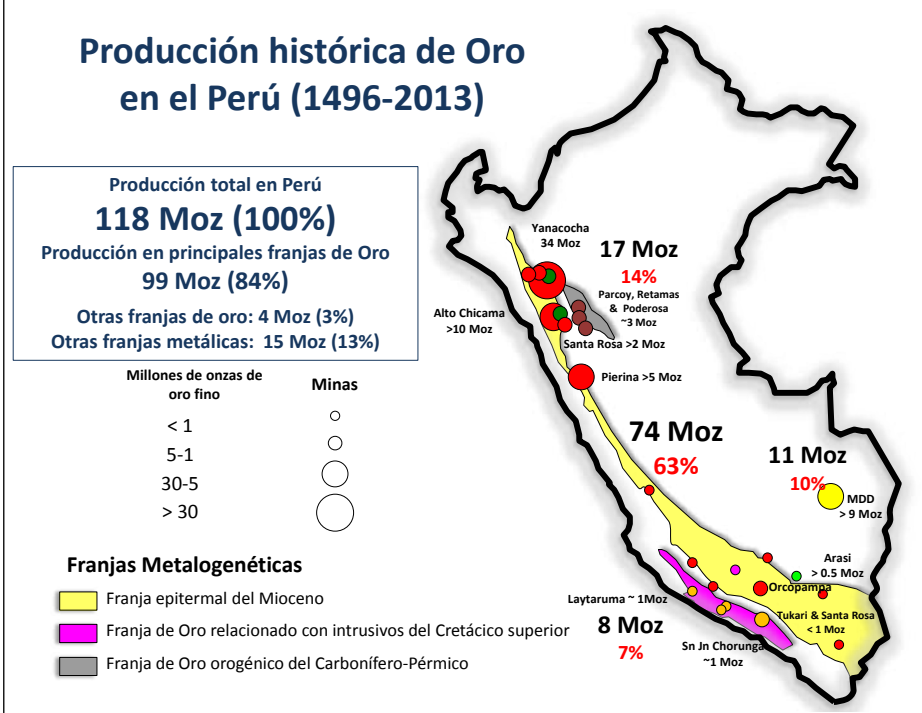 Producción histórica de Oro
en el Perú (1496-2013)
Producción total en Perú
118 Moz (100%)
Producción en principales franjas de Oro
99 Moz (84%)
Otras franjas de oro: 4 Moz (3%)
Otras franjas metálicas: 15 Moz (13%)
Millones de onzas de
oro fino
Minas
< 1
5-1
30-5
> 30
Franjas Metalogenéticas
Franja epitermal del Mioceno
Franja de Oro relacionado con intrusivos del Cretácico superior
Franja de Oro orogénico del Carbonífero-Pérmico
Yanacocha
34 Moz
17 Moz
14%
Parcoy, Retamas
& Poderosa
~3 Moz
Alto Chicama
>10 Moz
Santa Rosa >2 Moz
Pierina >5 Moz
74 Moz
63%
11 Moz
10%
MDD
> 9 Moz
Arasi
> 0.5 Moz
Orcopampa
Laytaruma ~ 1Moz
Tukari & Santa Rosa
< 1 Moz
8 Moz
7%
Sn Jn Chorunga
~1 Moz